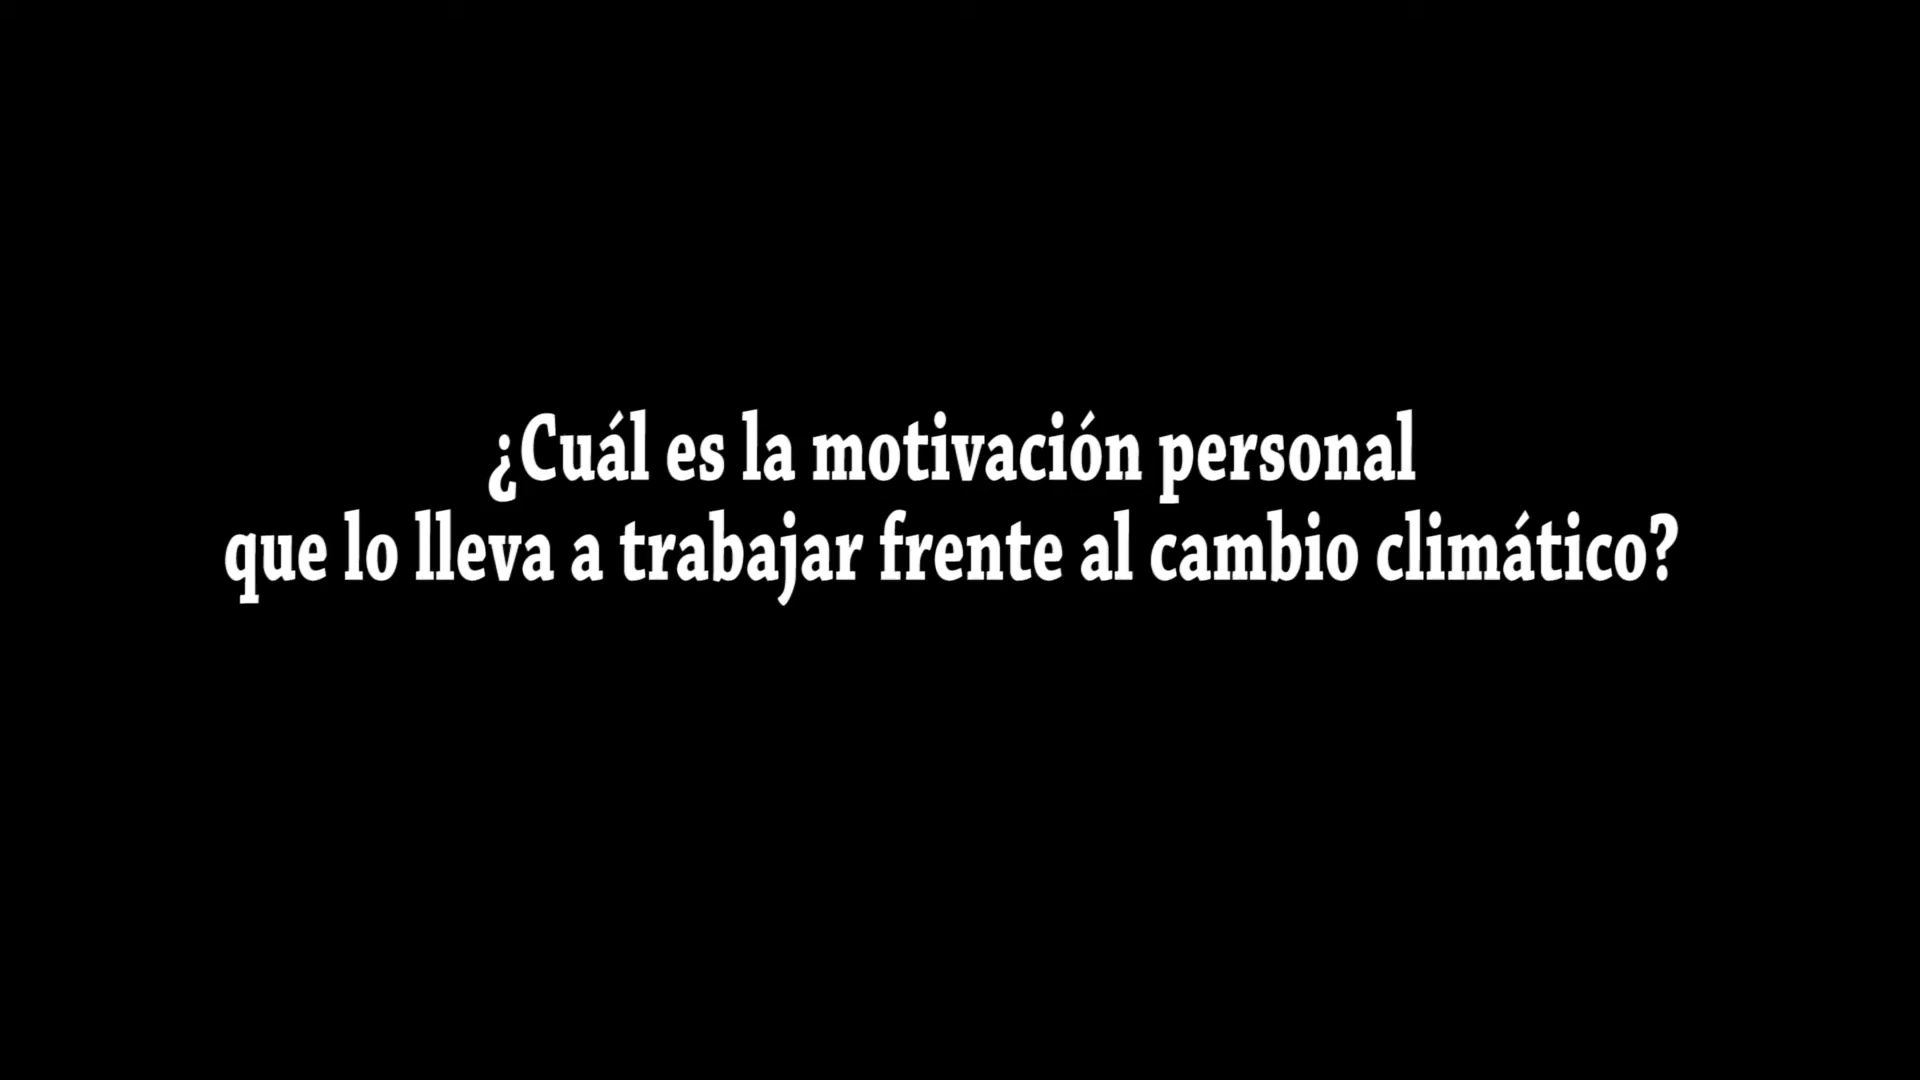 ¿Cuál es la motivación personal
que lo lleva a trabajar frente al cambio climático?